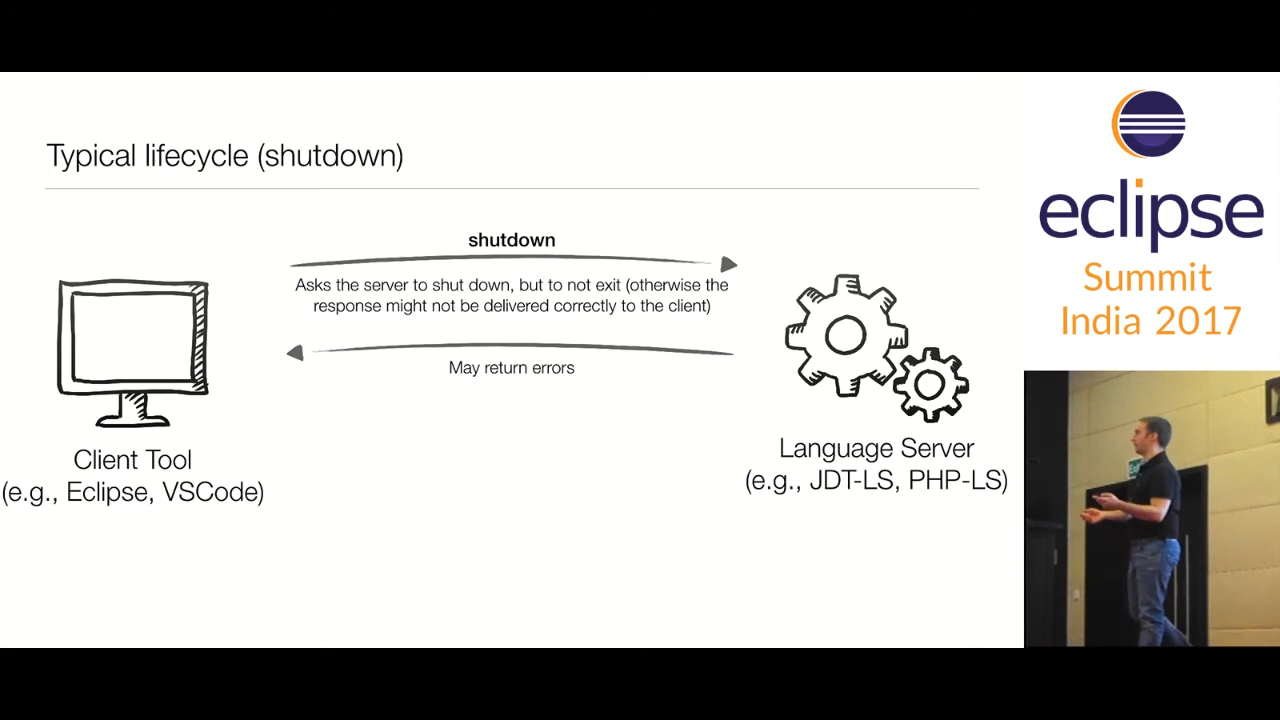 Typical lifecycle (shutdown)
shutdown
Asks the server to shut down, but to not exit (otherwise the
response might not be delivered correctly to the client)
May return errors
Client Tool
(e.g., Eclipse, VSCode)
Language Server
(e.g., JDT-LS, PHP-LS)
eclipse
Summit
India 2017